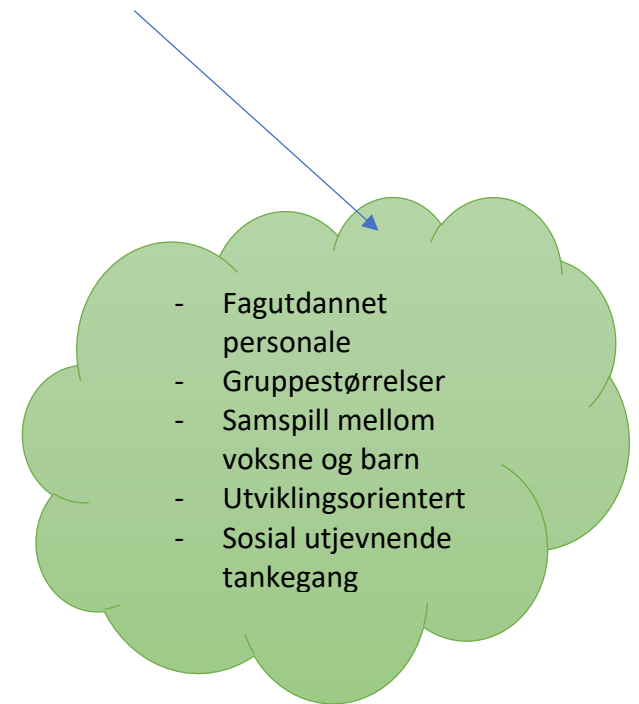 - Fagutdannet
personale
- Gruppestørrelser
- Samspill mellom
voksne og barn
- Utviklingsorientert
- Sosial utjevnende
tankegang